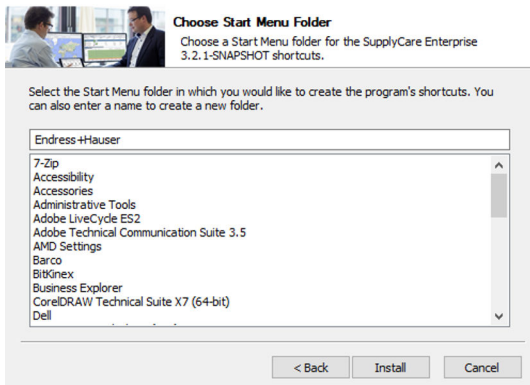 Choose Start Menu Folder
Choose a Start Menu folder for the SupplyCare Enterprise
3.2.1-SNAPSHOT shortcuts.
Select the Start Menu folder in which you would like to create the program's shortcuts. You
can also enter a name to create a new folder.
Endress+Hauser
7-Zip
Accessibility
Accessories
Administrative Tools
Adobe LiveCycle ES2
Adobe Technical Communication Suite 3.5
AMD Settings
Barco
BitKinex
Business Explorer
CorelDRAW Technical Suite X7 (64-bit)
Dell
< Back Install Cancel